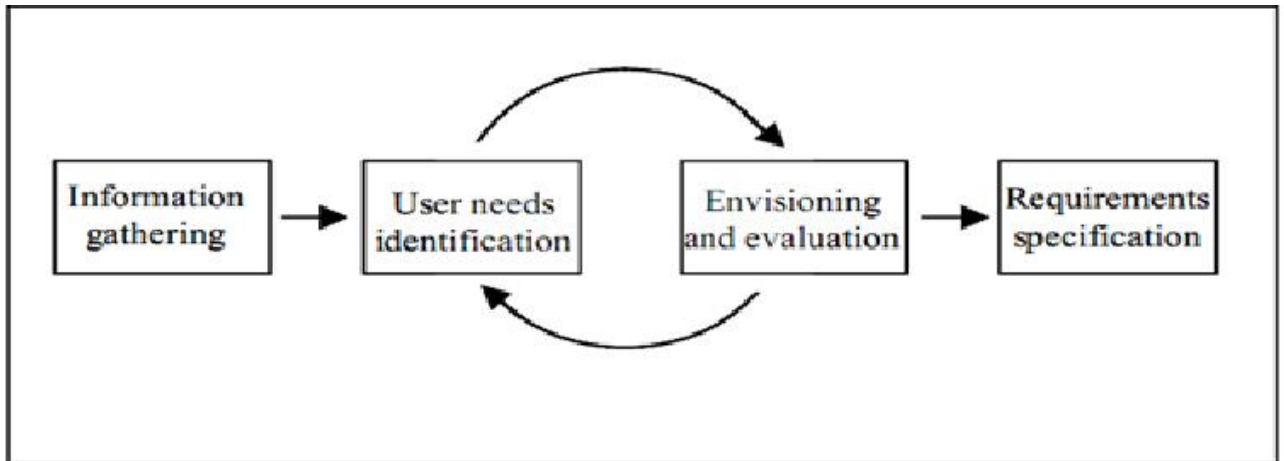 Information
gathering
User needs
identification
Envisioning
and evaluation
Requirements
specification